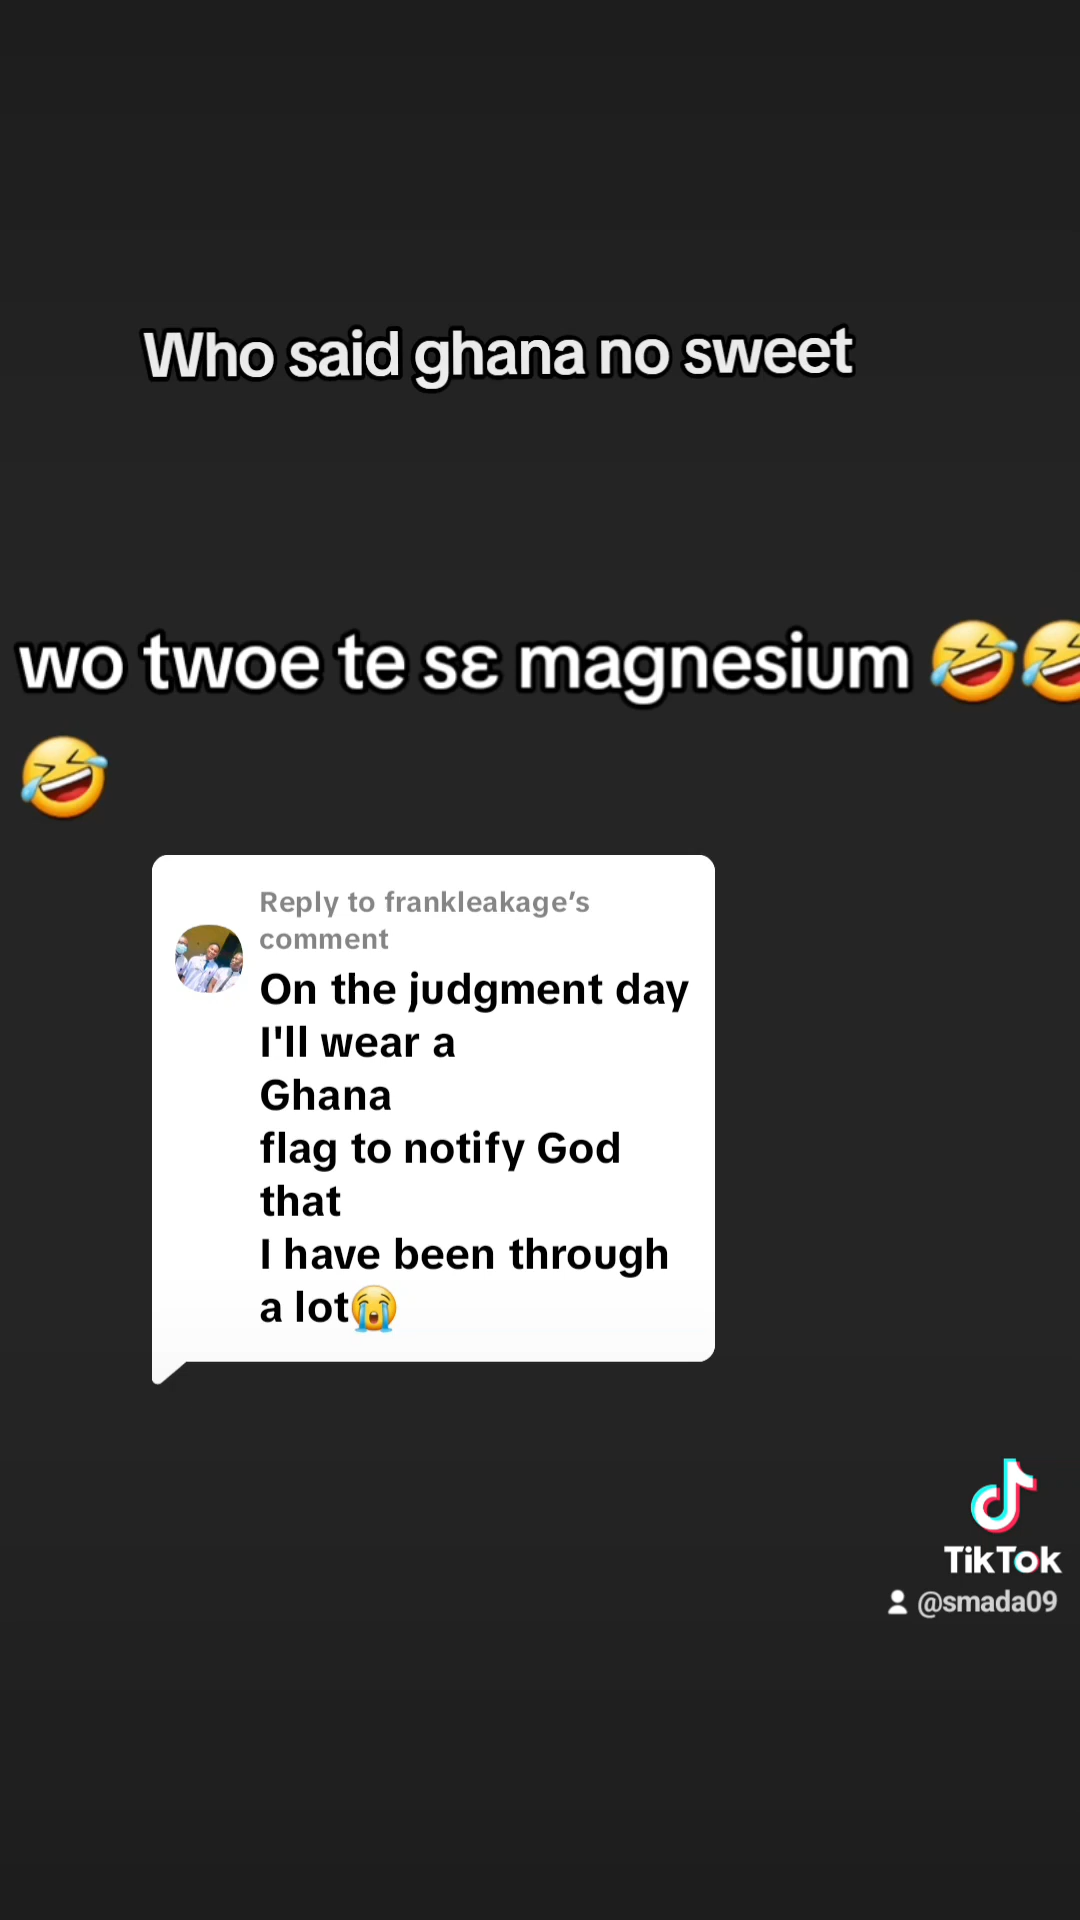 Who said ghana no sweet
wo twoe te sɛ magnesium 🤣🤣
🤣
Reply to frankleakage's
comment
On the judgment day
I'll wear a
Ghana
flag to notify God
that
I have been through
a lot😭
TikTok
@smada09